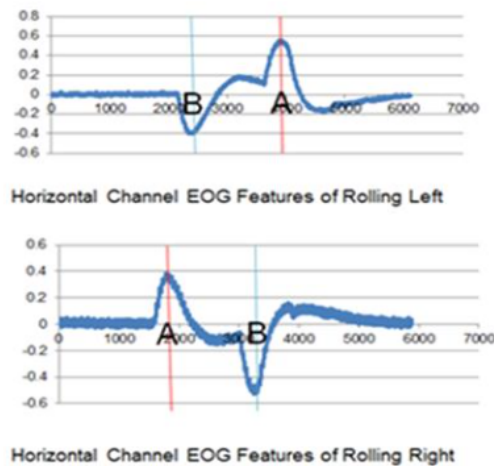 0.8
0.6
0.4
0.2
0
-0.2
-0.4
-0.6
0 1000 2000 3000 4000 5000 6000 7000
B A
Horizontal Channel EOG Features of Rolling Left
0.6
0.4
0.2
0
-0.2
-0.4
-0.6
0 1000 2000 3000 4000 5000 6000 7000
A B
Horizontal Channel EOG Features of Rolling Right